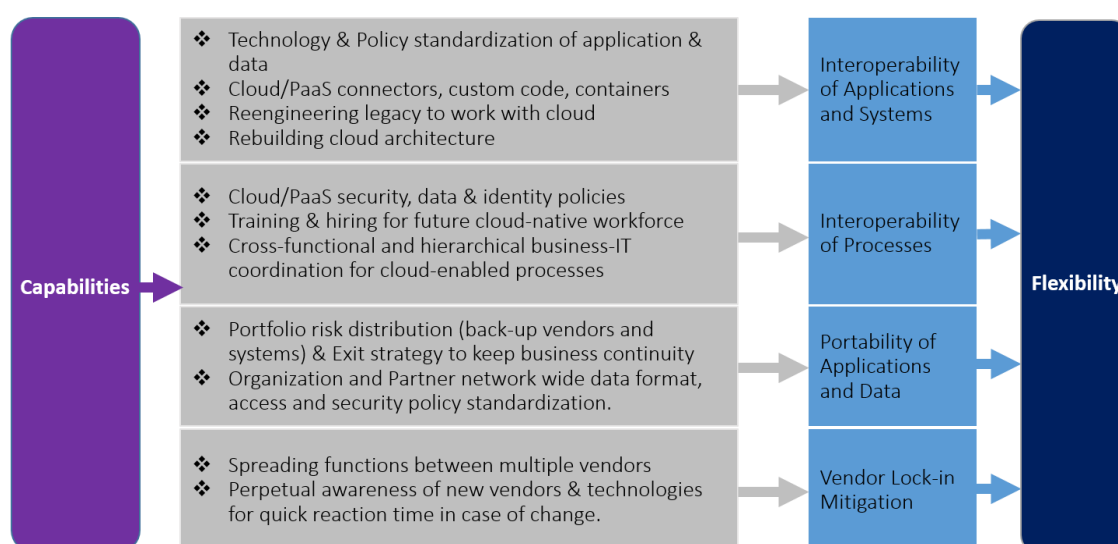 Capabilities
❖ Technology & Policy standardization of application &
data
❖ Cloud/PaaS connectors, custom code, containers
❖ Reengineering legacy to work with cloud
❖ Rebuilding cloud architecture
Interoperability
of Applications
and Systems
❖ Cloud/PaaS security, data & identity policies
❖ Training & hiring for future cloud-native workforce
❖ Cross-functional and hierarchical business-IT
coordination for cloud-enabled processes
Interoperability
of Processes
❖ Portfolio risk distribution (back-up vendors and
systems) & Exit strategy to keep business continuity
❖ Organization and Partner network wide data format,
access and security policy standardization.
Portability of
Applications
and Data
❖ Spreading functions between multiple vendors
❖ Perpetual awareness of new vendors & technologies
for quick reaction time in case of change.
Vendor Lock-in
Mitigation
Flexibility